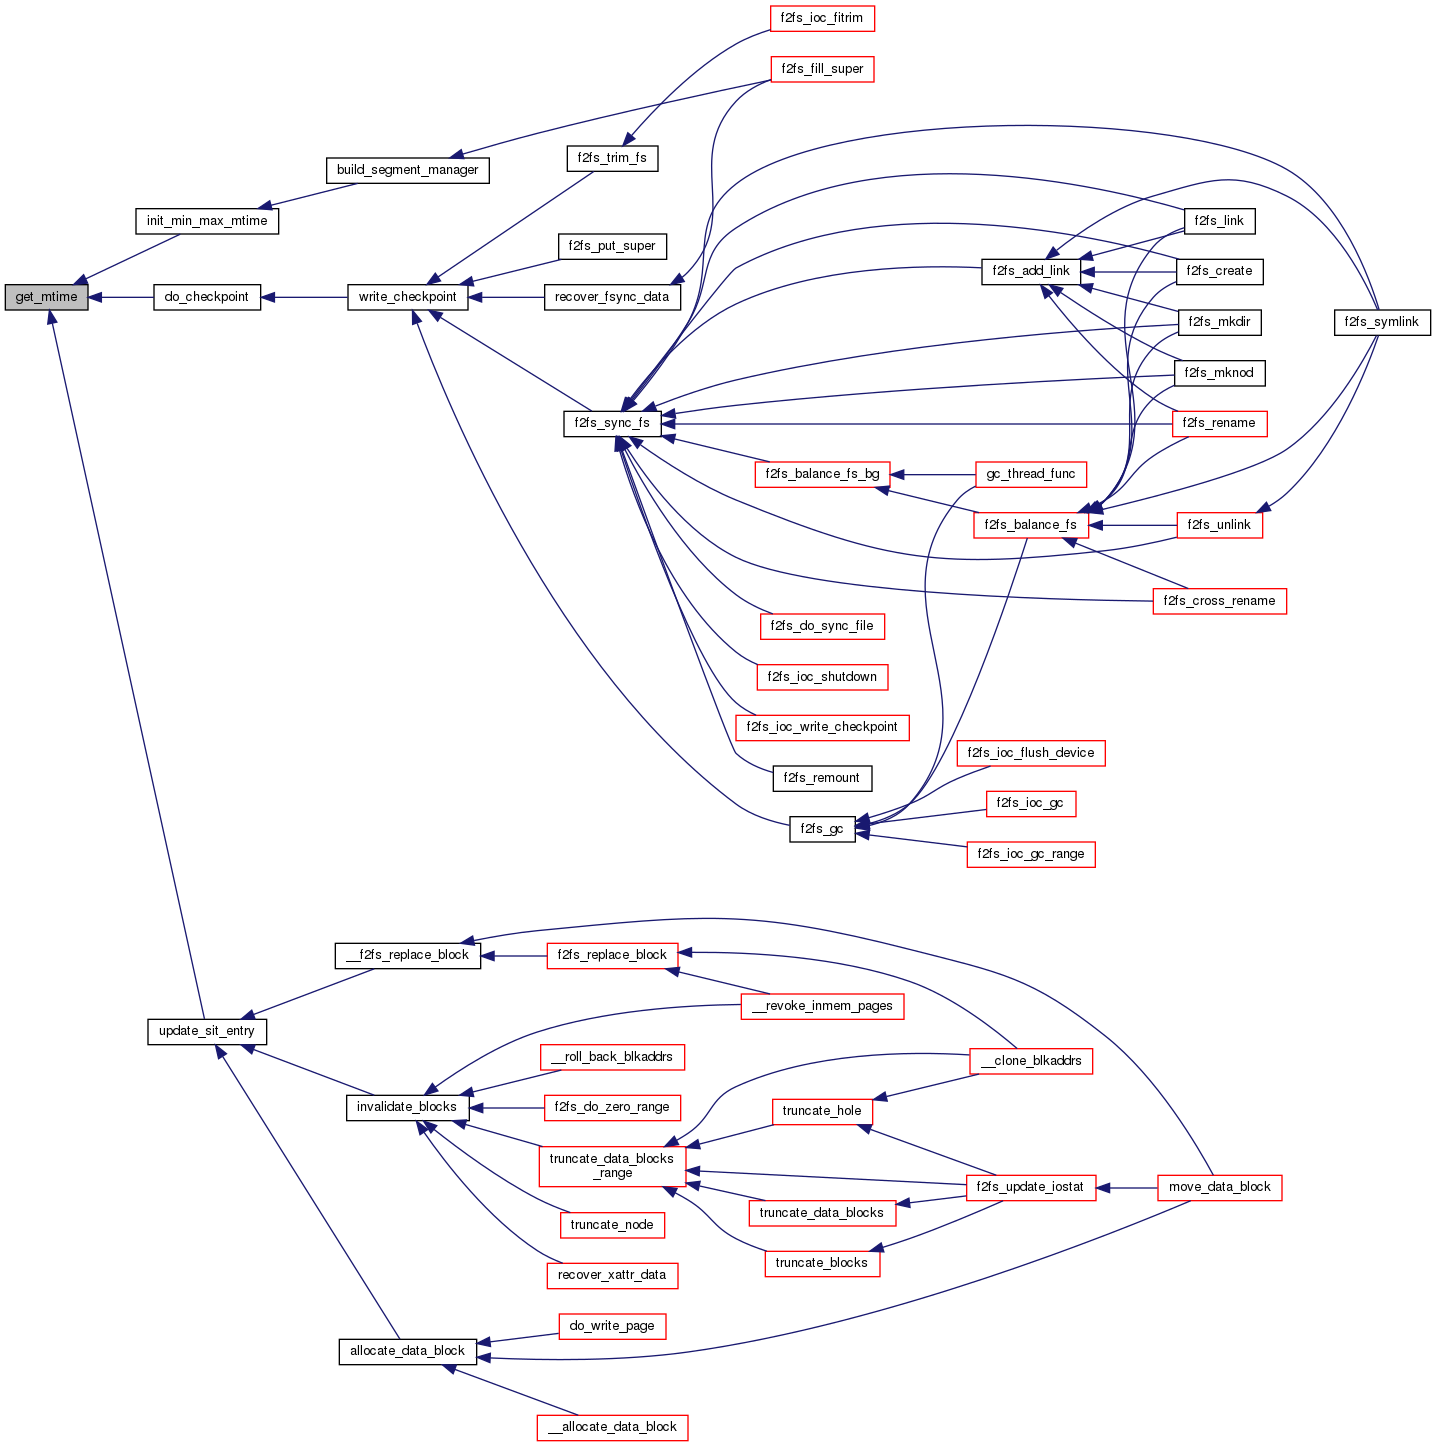 f2fs_ioc_fitrim
f2fs_fill_super
f2fs_trim_fs
build_segment_manager
init_min_max_mtime
f2fs_link
f2fs_put_super
f2fs_add_link
f2fs_create
get_mtime
do_checkpoint
write_checkpoint
recover_fsync_data
f2fs_mkdir
f2fs_symlink
f2fs_mknod
f2fs_sync_fs
f2fs_rename
f2fs_balance_fs_bg
gc_thread_func
f2fs_balance_fs
f2fs_unlink
f2fs_cross_rename
f2fs_do_sync_file
f2fs_ioc_shutdown
f2fs_ioc_write_checkpoint
f2fs_ioc_flush_device
f2fs_remount
f2fs_ioc_gc
f2fs_gc
f2fs_ioc_gc_range
__f2fs_replace_block
f2fs_replace_block
__revoke_inmem_pages
update_sit_entry
__roll_back_blkaddrs
__clone_blkaddrs
invalidate_blocks
f2fs_do_zero_range
truncate_hole
truncate_data_blocks
_range
f2fs_update_iostat
move_data_block
truncate_data_blocks
truncate_node
truncate_blocks
recover_xattr_data
do_write_page
allocate_data_block
__allocate_data_block